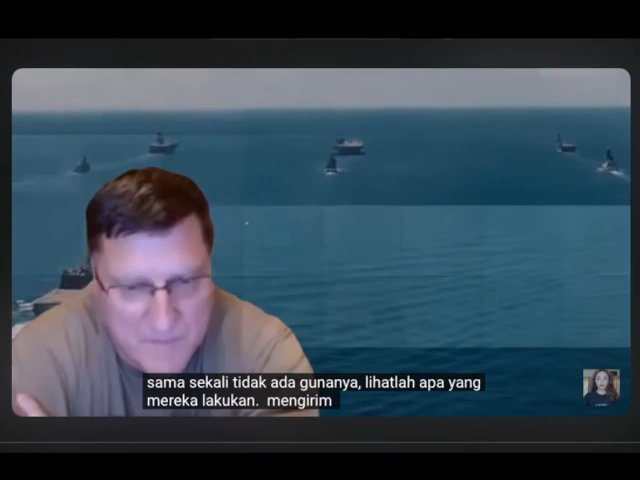 sama sekali tidak ada gunanya, lihatlah apa yang
mereka lakukan.  mengirim